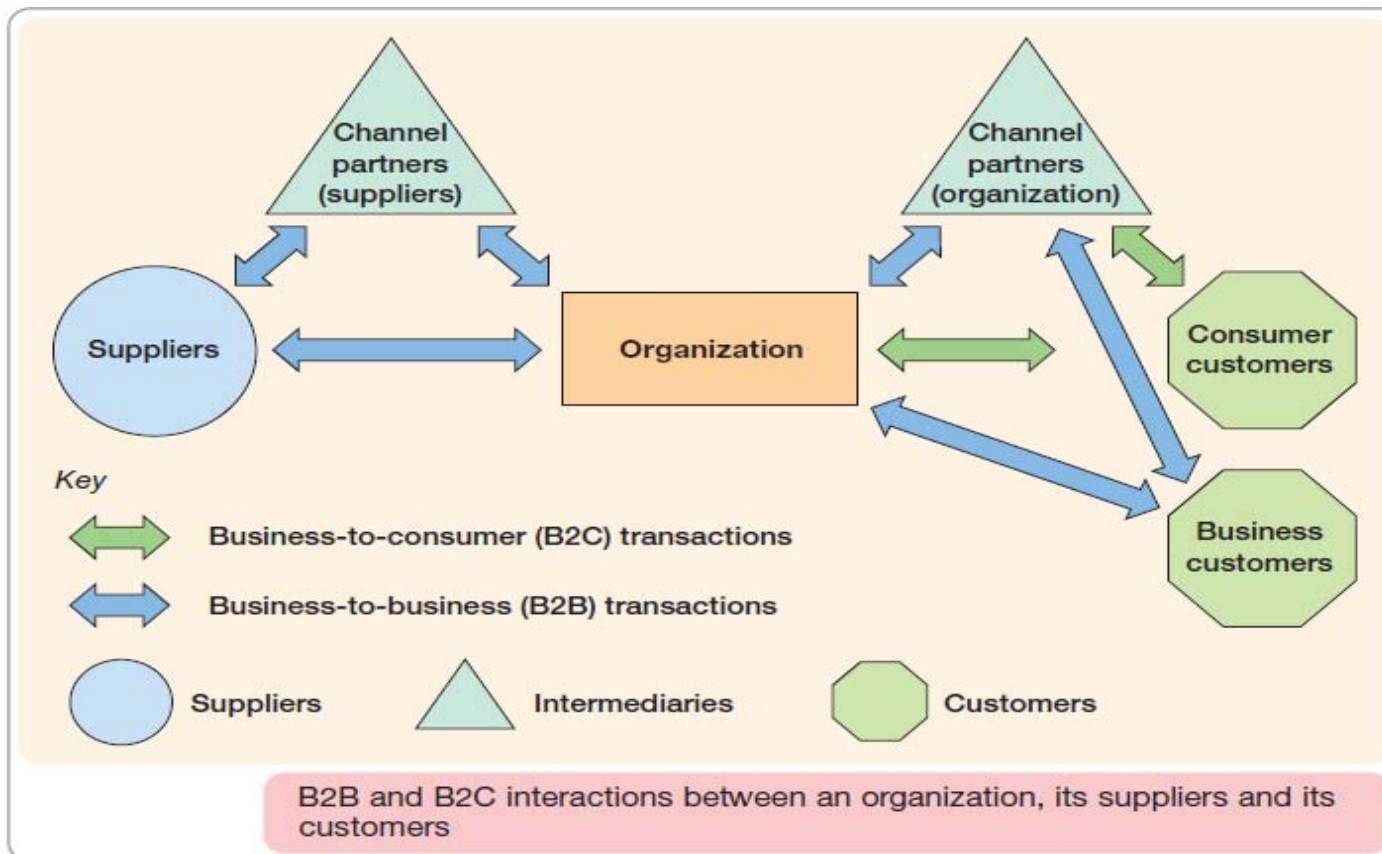 Channel
partners
(suppliers)
Channel
partners
(organization)
Suppliers
Organization
Consumer
customers
Business
customers
Key
Business-to-consumer (B2C) transactions
Business-to-business (B2B) transactions
Suppliers
Intermediaries
Customers
B2B and B2C interactions between an organization, its suppliers and its
customers